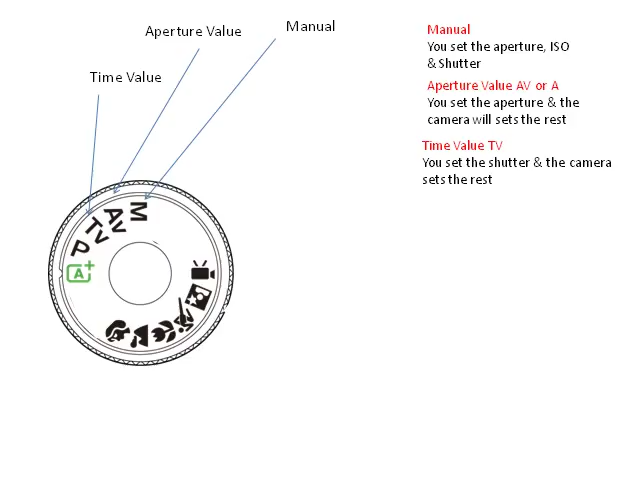 Aperture Value
Manual
Time Value
Manual
You set the aperture, ISO
& Shutter
Aperture Value AV or A
You set the aperture & the
camera will sets the rest
Time Value TV
You set the shutter & the camera
sets the rest
M
AV
TV
P
A+